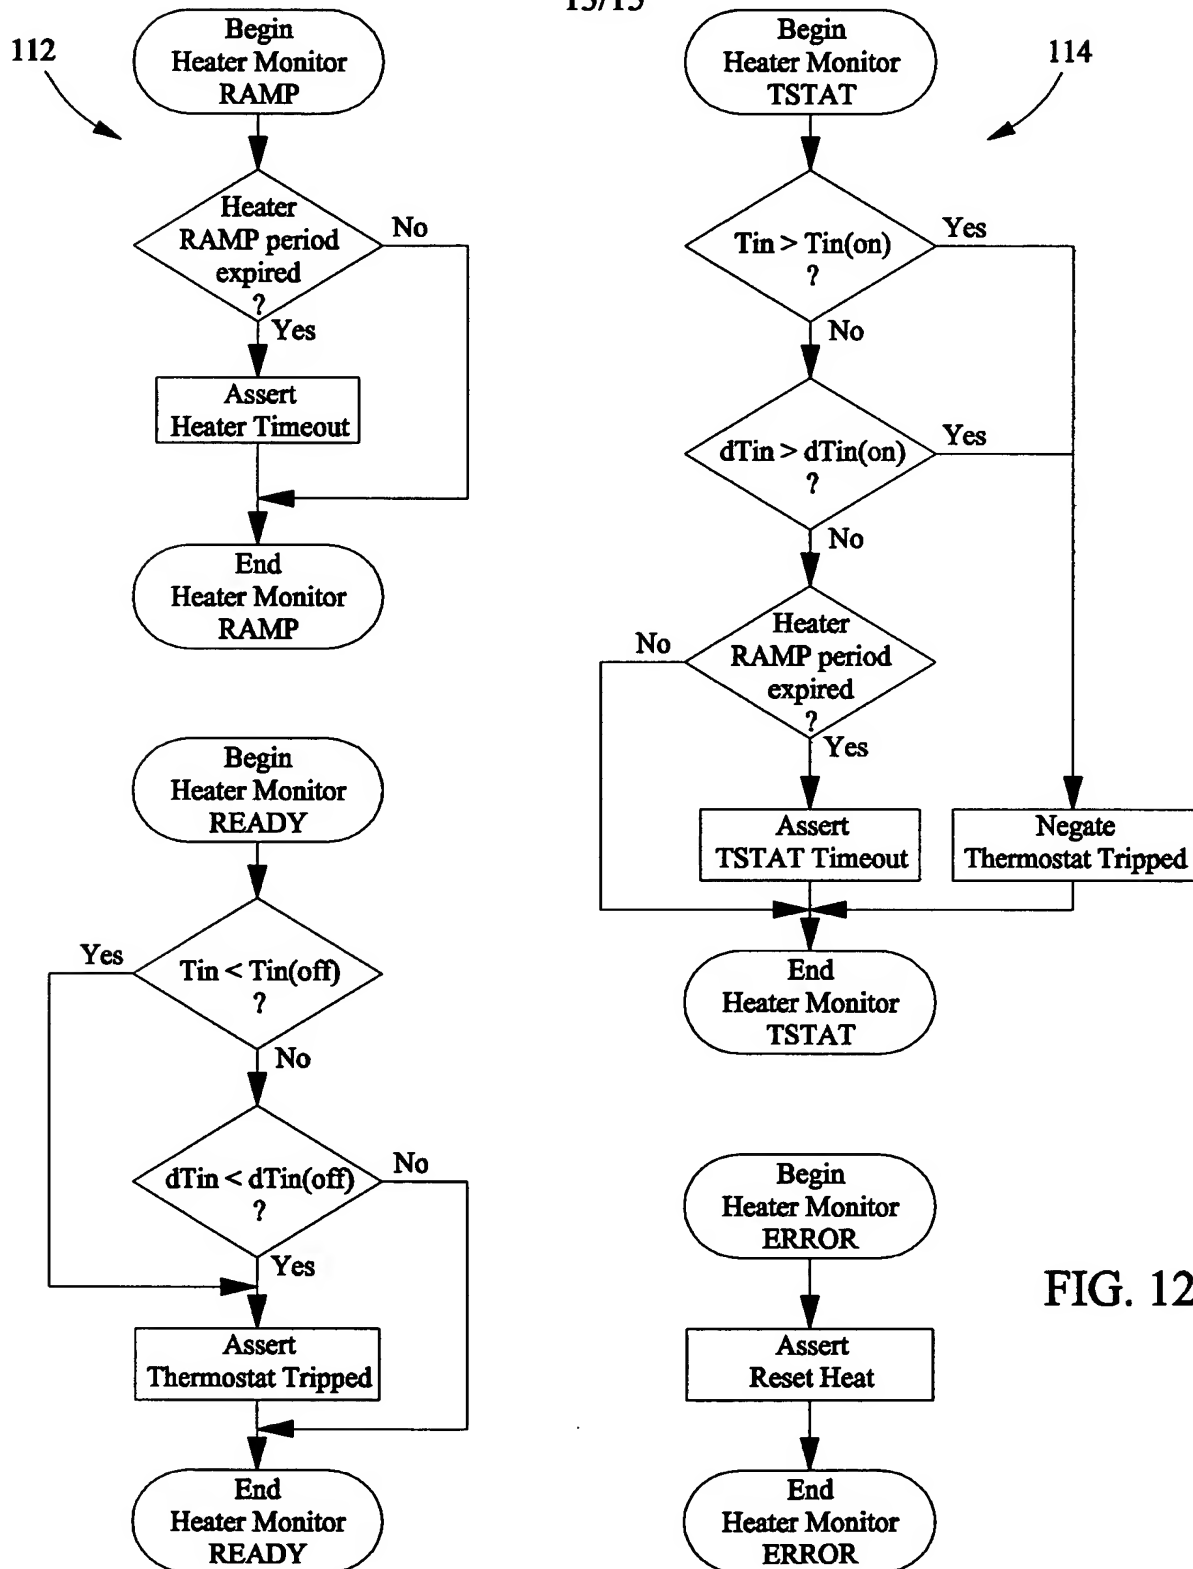 13/13
112
Begin
Heater Monitor
RAMP
Heater
RAMP period
expired
?
No
Yes
Assert
Heater Timeout
End
Heater Monitor
RAMP
114
Begin
Heater Monitor
TSTAT
Tin > Tin(on)
?
Yes
No
dTin > dTin(on)
?
Yes
No
Heater
RAMP period
expired
?
No
Yes
Assert
TSTAT Timeout
Negate
Thermostat Tripped
End
Heater Monitor
TSTAT
Begin
Heater Monitor
READY
Tin < Tin(off)
?
Yes
No
dTin < dTin(off)
?
No
Yes
Assert
Thermostat Tripped
End
Heater Monitor
READY
Begin
Heater Monitor
ERROR
Assert
Reset Heat
End
Heater Monitor
ERROR
FIG. 12